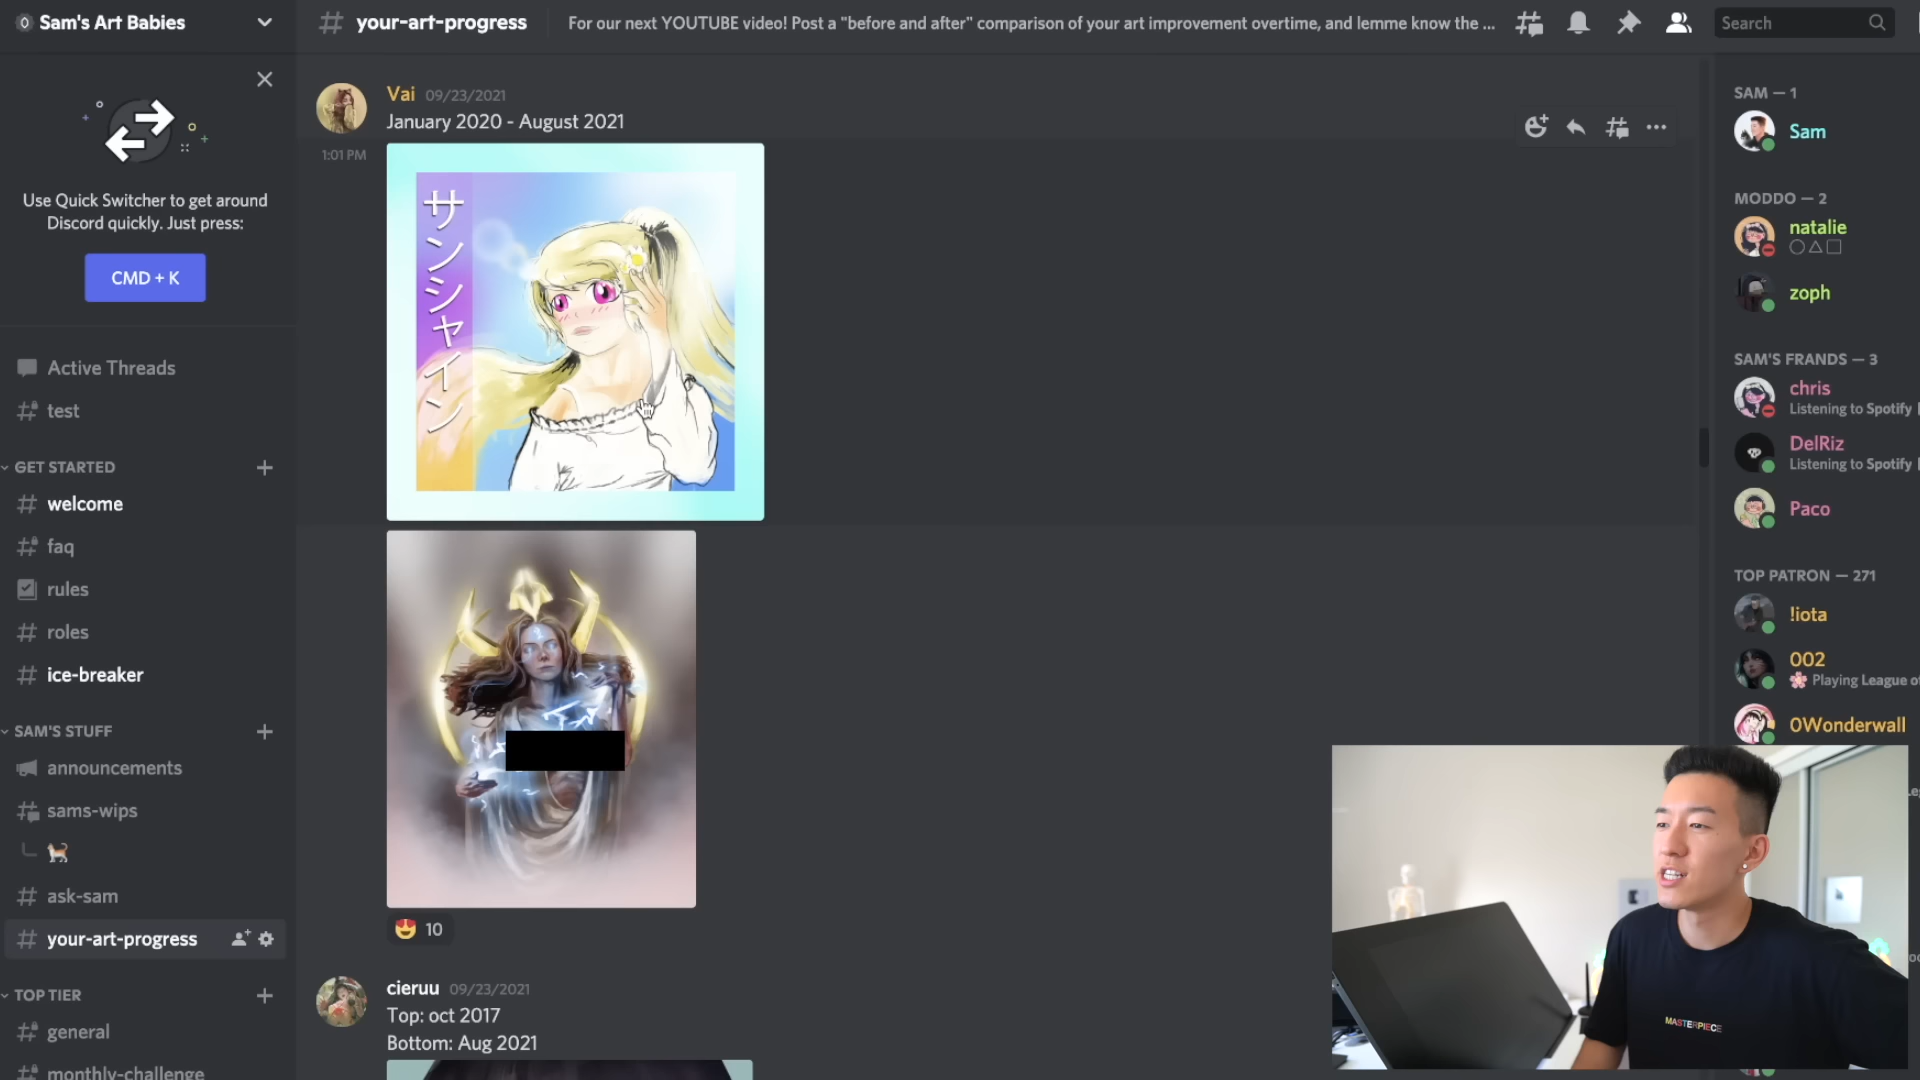 Sam's Art Babies
Use Quick Switcher to get around
Discord quickly. Just press:
CMD + K
Active Threads
test
GET STARTED
welcome
faq
rules
roles
ice-breaker
SAM'S STUFF
announcements
sams-wips
ask-sam
your-art-progress
TOP TIER
general
monthly-challenge
# your-art-progress
For our next YOUTUBE video! Post a "before and after" comparison of your art improvement overtime, and lemme know the ...
Search
Vai 09/23/2021
January 2020 - August 2021
1:01 PM
サンシャイン
10
cieruu 09/23/2021
Top: oct 2017
Bottom: Aug 2021
SAM — 1
Sam
MODDO — 2
natalie
zoph
SAM'S FRANDS — 3
chris
Listening to Spotify
DelRiz
Listening to Spotify
Paco
TOP PATRON — 271
!iota
002
Playing League
0Wonderwall
MASTERPIECE